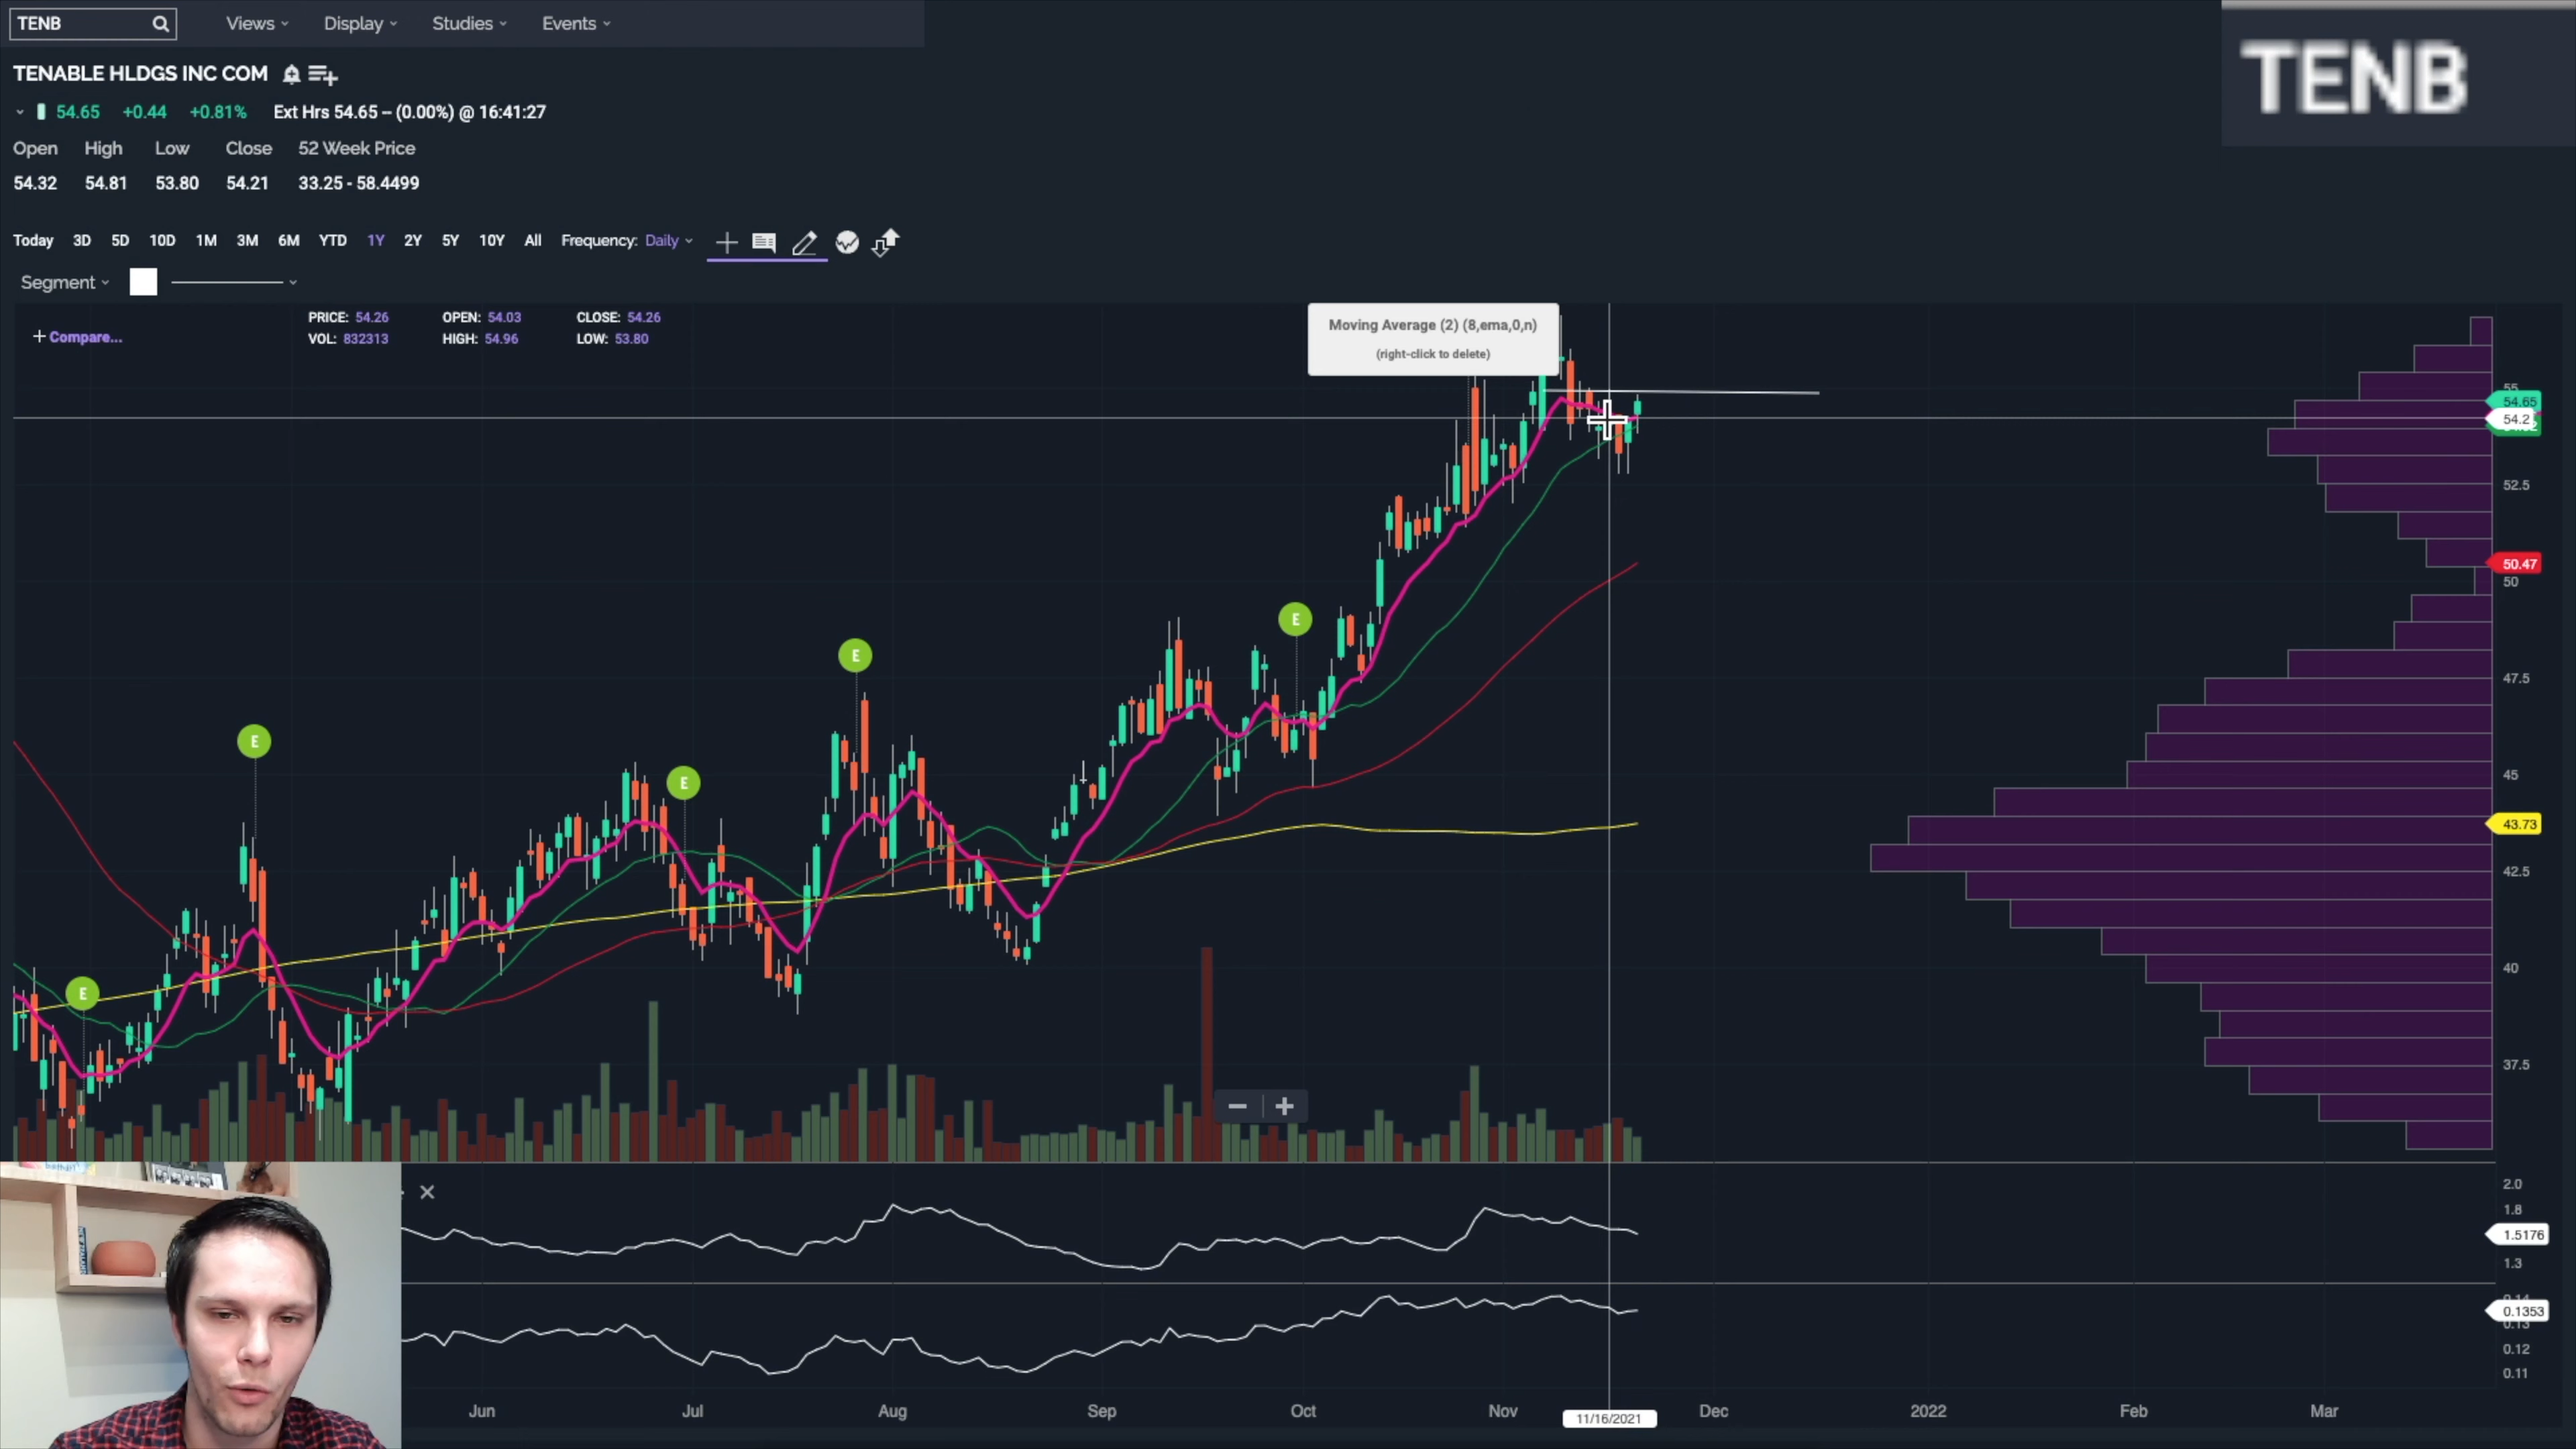 TENB
Views Display Studies Events
TENB
TENABLE HLDGS INC COM
54.65 +0.44 +0.81% Ext Hrs 54.65 – (0.00%) @ 16:41:27
Open High Low Close 52 Week Price
54.32 54.81 53.80 54.21 33.25 - 58.4499
Today 3D 5D 10D 1M 3M 6M YTD 1Y 2Y 5Y 10Y All Frequency: Daily
Segment
PRICE: 54.26 OPEN: 54.03 CLOSE: 54.26
+ Compare...
VOL: 832313 HIGH: 54.96 LOW: 53.80
Moving Average (2) (8,ema,0,n)
(right-click to delete)
55
54.65
54.2
52.5
50.47
50
E
E
47.5
E
E
45
43.73
42.5
40
E
37.5
− +
2.0
1.8
1.5176
1.3
0.1353
0.13
0.12
0.11
Jun Jul Aug Sep Oct Nov 11/16/2021 Dec 2022 Feb Mar